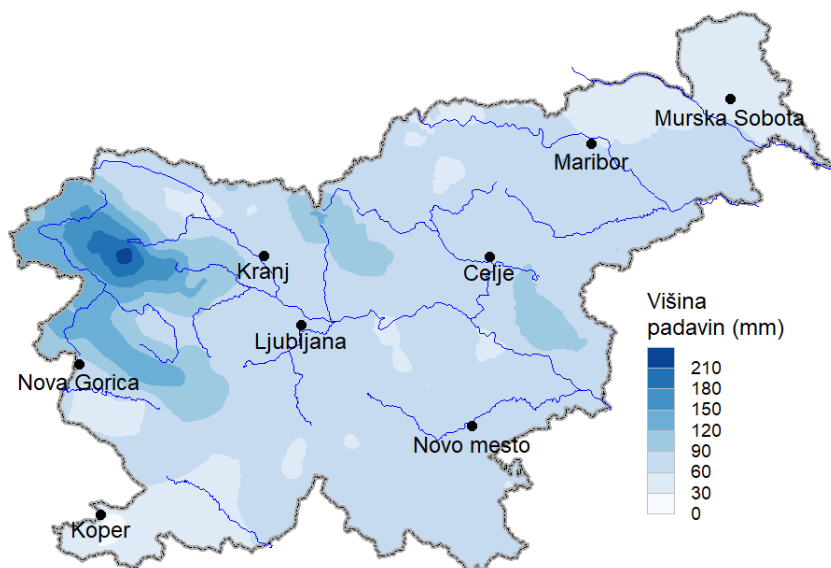 Murska Sobota
Maribor
Kranj
Celje
Ljubljana
Nova Gorica
Novo mesto
Koper
Višina
padavin (mm)
210
180
150
120
90
60
30
0